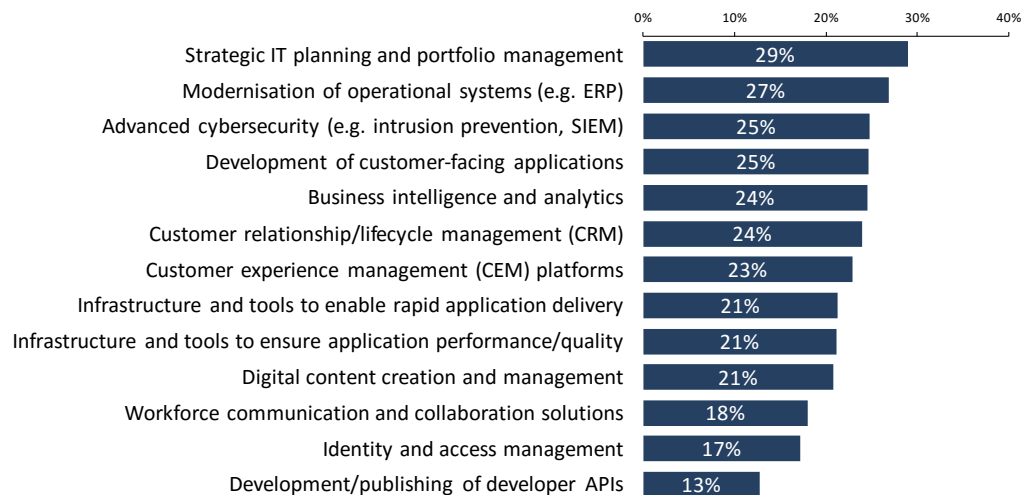 0% 10% 20% 30% 40%
Strategic IT planning and portfolio management 29%
Modernisation of operational systems (e.g. ERP) 27%
Advanced cybersecurity (e.g. intrusion prevention, SIEM) 25%
Development of customer-facing applications 25%
Business intelligence and analytics 24%
Customer relationship/lifecycle management (CRM) 24%
Customer experience management (CEM) platforms 23%
Infrastructure and tools to enable rapid application delivery 21%
Infrastructure and tools to ensure application performance/quality 21%
Digital content creation and management 21%
Workforce communication and collaboration solutions 18%
Identity and access management 17%
Development/publishing of developer APIs 13%